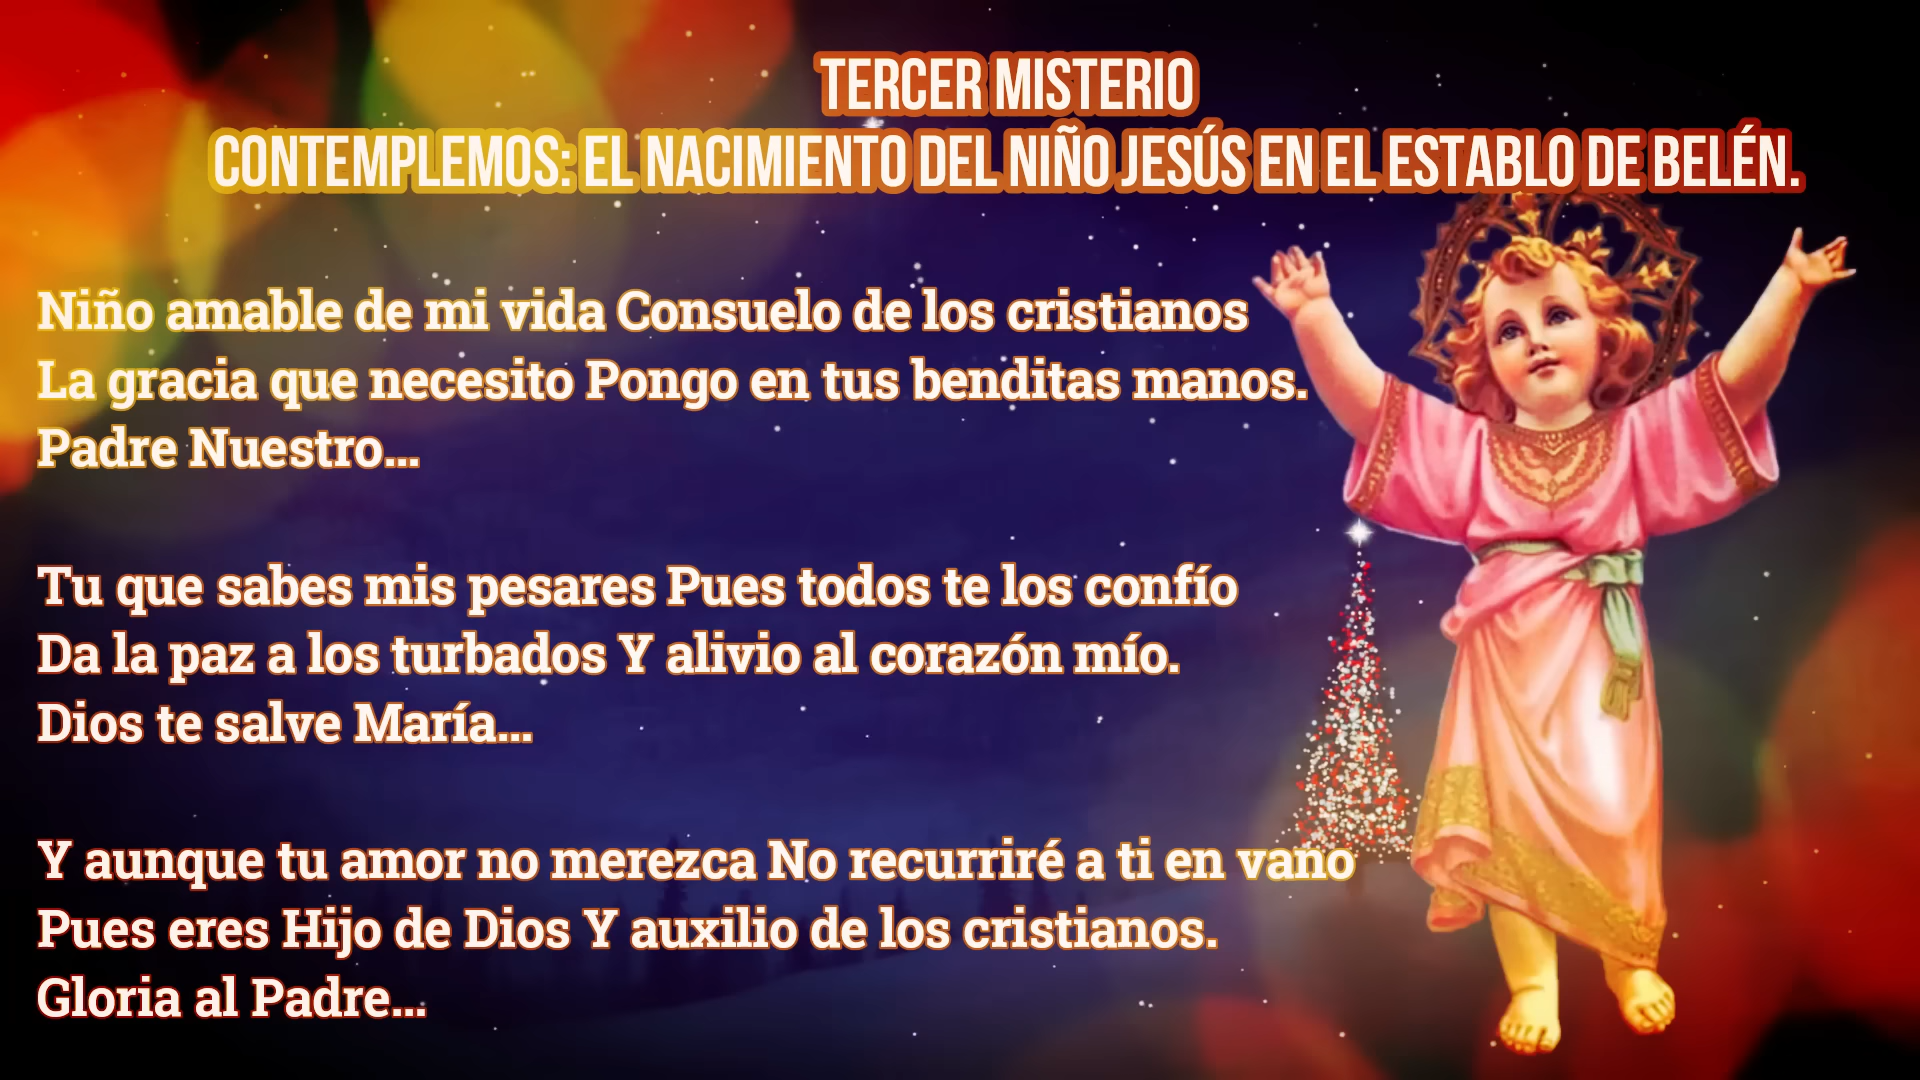 TERCER MISTERIO
CONTEMPLEMOS: EL NACIMIENTO DEL NIÑO JESÚS EN EL ESTABLO DE BELÉN.
Niño amable de mi vida Consuelo de los cristianos
La gracia que necesito Pongo en tus benditas manos.
Padre Nuestro...
Tu que sabes mis pesares Pues todos te los confío
Da la paz a los turbados Y alivio al corazón mío.
Dios te salve María...
Y aunque tu amor no merezca No recurriré a ti en vano
Pues eres Hijo de Dios Y auxilio de los cristianos.
Gloria al Padre...